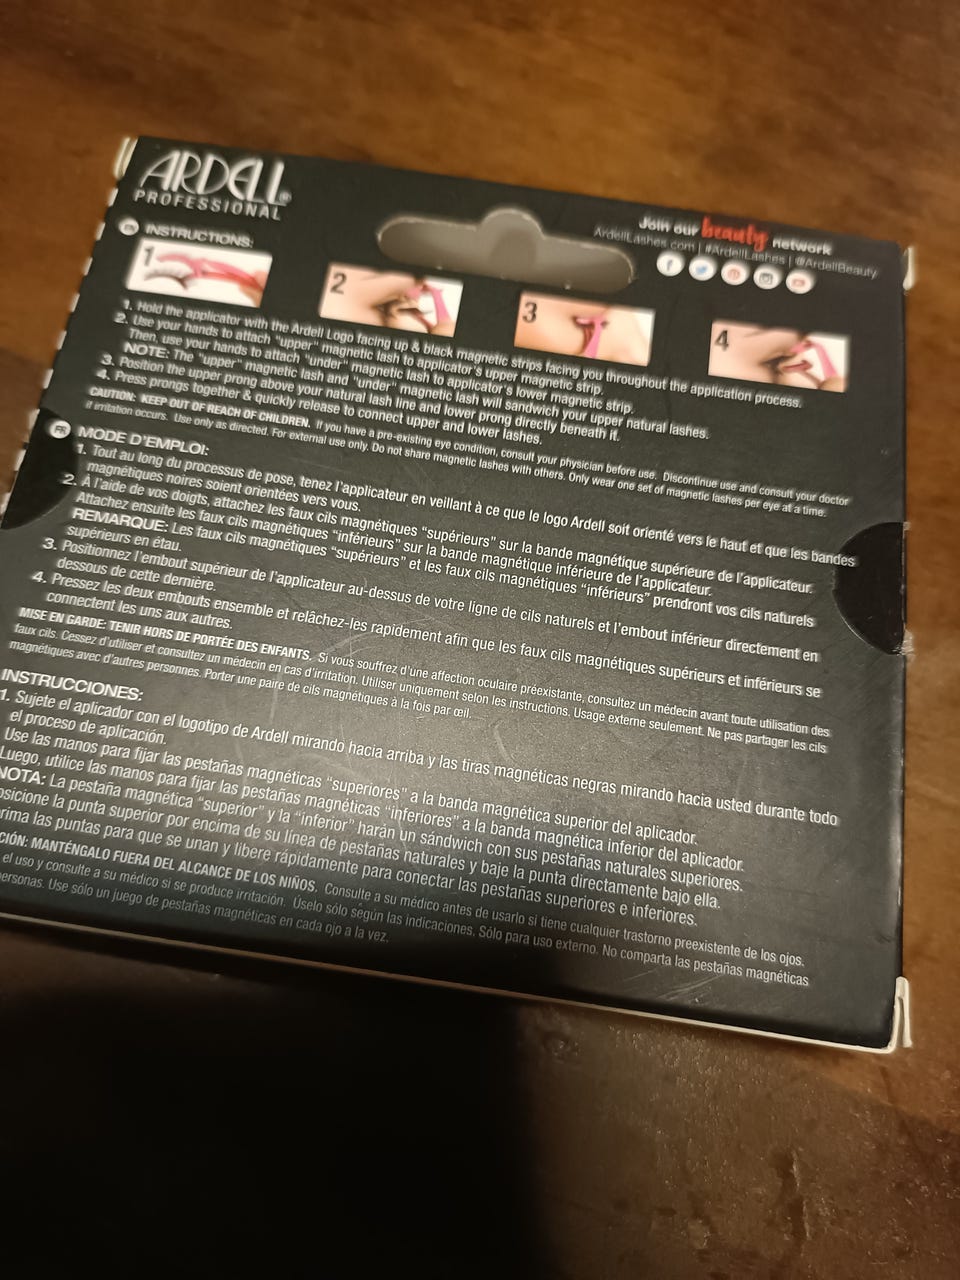 ARDELL®
PROFESSIONAL
Join our beauty network
ArdellLashes.com | #ArdellLashes | @ArdellBeauty
EN INSTRUCTIONS:
1
2
3
4
1. Hold the applicator with the Ardell Logo facing up & black magnetic strips facing you throughout the application process.
2. Use your hands to attach "upper" magnetic lash to applicator's upper magnetic strip.
Then, use your hands to attach "under" magnetic lash to applicator's lower magnetic strip.
NOTE: The "upper" magnetic lash and "under" magnetic lash will sandwich your upper natural lashes.
3. Position the upper prong above your natural lash line and lower prong directly beneath it.
4. Press prongs together & quickly release to connect upper and lower lashes.
CAUTION: KEEP OUT OF REACH OF CHILDREN. If you have a pre-existing eye condition, consult your physician before use. Discontinue use and consult your doctor
if irritation occurs. Use only as directed. For external use only. Do not share magnetic lashes with others. Only wear one set of magnetic lashes per eye at a time.
FR MODE D'EMPLOI:
1. Tout au long du processus de pose, tenez l'applicateur en veillant à ce que le logo Ardell soit orienté vers le haut et que les bandes
magnétiques noires soient orientées vers vous.
2. À l'aide de vos doigts, attachez les faux cils magnétiques "supérieurs" sur la bande magnétique supérieure de l'applicateur.
Attachez ensuite les faux cils magnétiques "inférieurs" sur la bande magnétique inférieure de l'applicateur.
REMARQUE: Les faux cils magnétiques "supérieurs" et les faux cils magnétiques "inférieurs" prendront vos cils naturels
supérieurs en étau.
3. Positionnez l'embout supérieur de l'applicateur au-dessus de votre ligne de cils naturels et l'embout inférieur directement en
dessous de cette dernière.
4. Pressez les deux embouts ensemble et relâchez-les rapidement afin que les faux cils magnétiques supérieurs et inférieurs se
connectent les uns aux autres.
MISE EN GARDE: TENIR HORS DE PORTÉE DES ENFANTS. Si vous souffrez d'une affection oculaire préexistante, consultez un médecin avant toute utilisation des
faux cils. Cessez d'utiliser et consultez un médecin en cas d'irritation. Utiliser uniquement selon les instructions. Usage externe seulement. Ne pas partager les cils
magnétiques avec d'autres personnes. Porter une paire de cils magnétiques à la fois par œil.
INSTRUCCIONES:
1. Sujete el aplicador con el logotipo de Ardell mirando hacia arriba y las tiras magnéticas negras mirando hacia usted durante todo
el proceso de aplicación.
Use las manos para fijar las pestañas magnéticas "superiores" a la banda magnética superior del aplicador.
Luego, utilice las manos para fijar las pestañas magnéticas "inferiores" a la banda magnética inferior del aplicador.
NOTA: La pestaña magnética "superior" y la "inferior" harán un sándwich con sus pestañas naturales superiores.
osicione la punta superior por encima de su línea de pestañas naturales y baje la punta directamente bajo ella.
rima las puntas para que se unan y libere rápidamente para conectar las pestañas superiores e inferiores.
CIÓN: MANTÉNGALO FUERA DEL ALCANCE DE LOS NIÑOS. Consulte a su médico antes de usarlo si tiene cualquier trastorno preexistente de los ojos.
el uso y consulte a su médico si se produce irritación. Úselo sólo según las indicaciones. Sólo para uso externo. No comparta las pestañas magnéticas
ersonas. Use sólo un juego de pestañas magnéticas en cada ojo a la vez.